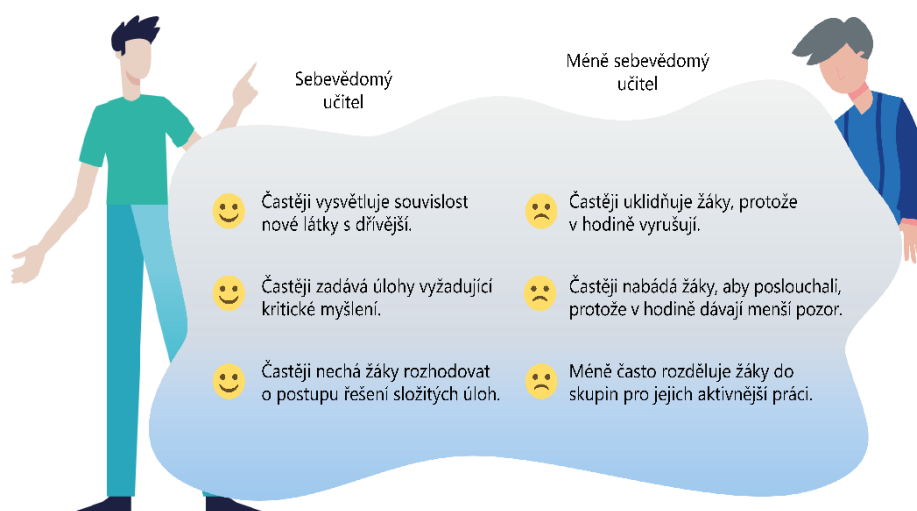 Sebevědomý
učitel
Méně sebevědomý
učitel
Častěji vysvětluje souvislost
nové látky s dřívější.
Častěji zadává úlohy vyžadující
kritické myšlení.
Častěji nechá žáky rozhodovat
o postupu řešení složitých úloh.
Častěji uklidňuje žáky, protože
v hodině vyrušují.
Častěji nabádá žáky, aby poslouchali,
protože v hodině dávají menší pozor.
Méně často rozděluje žáky do
skupin pro jejich aktivnější práci.